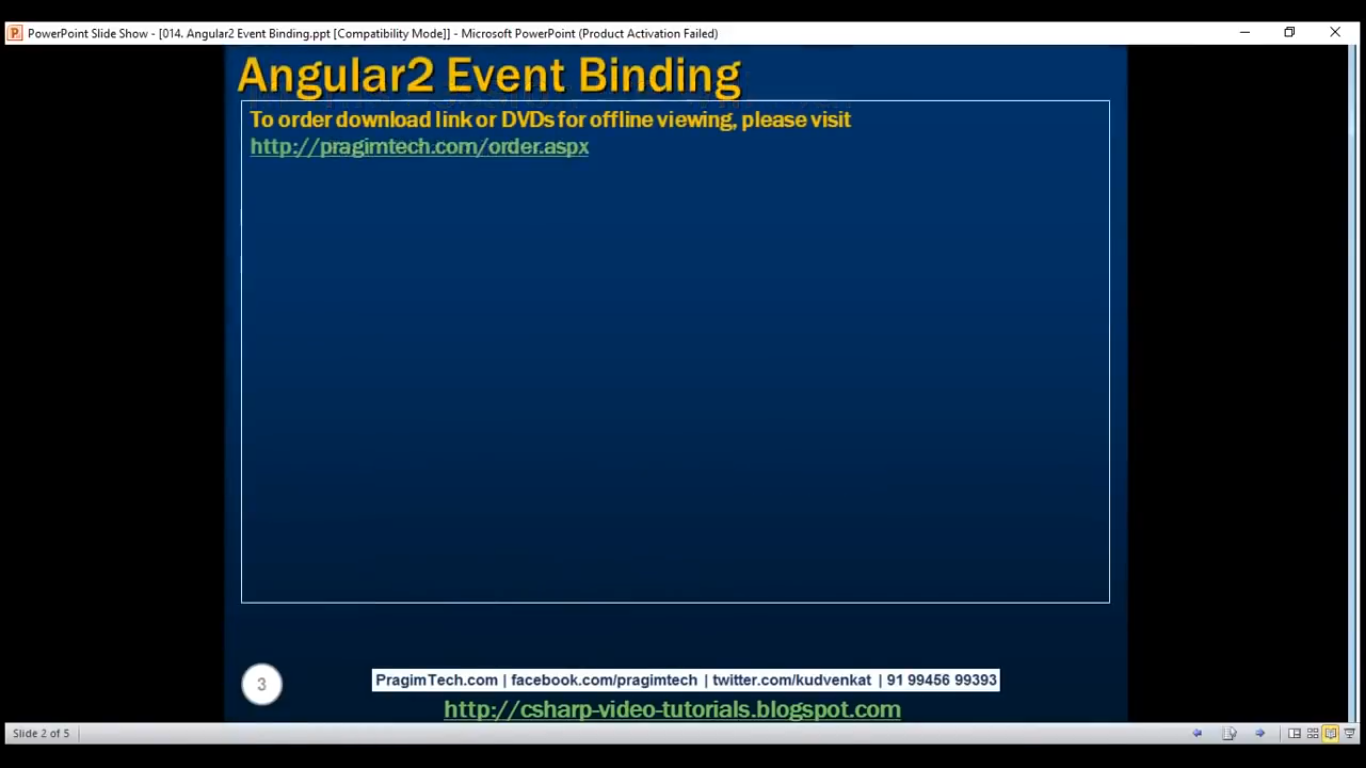 PowerPoint Slide Show - [014. Angular2 Event Binding.ppt [Compatibility Mode]] - Microsoft PowerPoint (Product Activation Failed)
Angular2 Event Binding
To order download link or DVDs for offline viewing, please visit
http://pragimtech.com/order.aspx
3
PragimTech.com | facebook.com/pragimtech | twitter.com/kudvenkat | 91 99456 99393
http://csharp-video-tutorials.blogspot.com
Slide 2 of 5